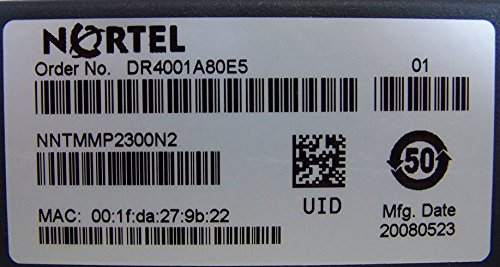 NORTEL
Order No. DR4001A80E5 01
NNTMMP2300N2
50
MAC: 00:1f:da:27:9b:22
UID
Mfg. Date
20080523